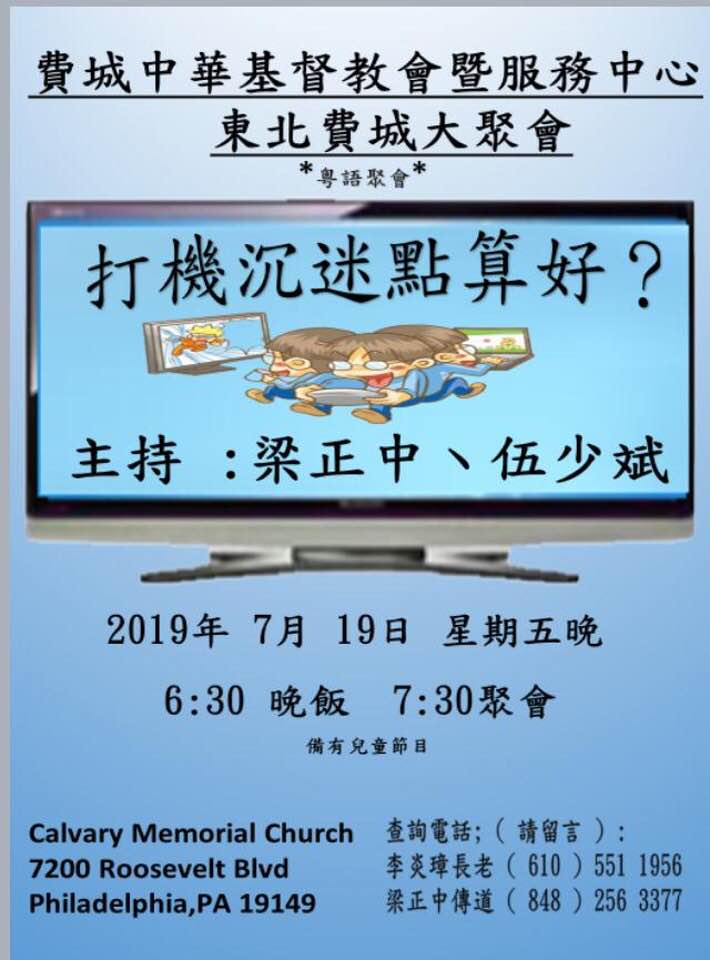 費城中華基督教會暨服務中心
東北費城大聚會
*粵語聚會*
打機沉迷點算好？
主持 :梁正中、伍少斌
2019年 7月 19日 星期五晚
6:30 晚飯 7:30聚會
備有兒童節目
Calvary Memorial Church
7200 Roosevelt Blvd
Philadelphia,PA 19149
查詢電話; ( 請留言 ) :
李炎璋長老 ( 610 ) 551 1956
梁正中傳道 ( 848 ) 256 3377